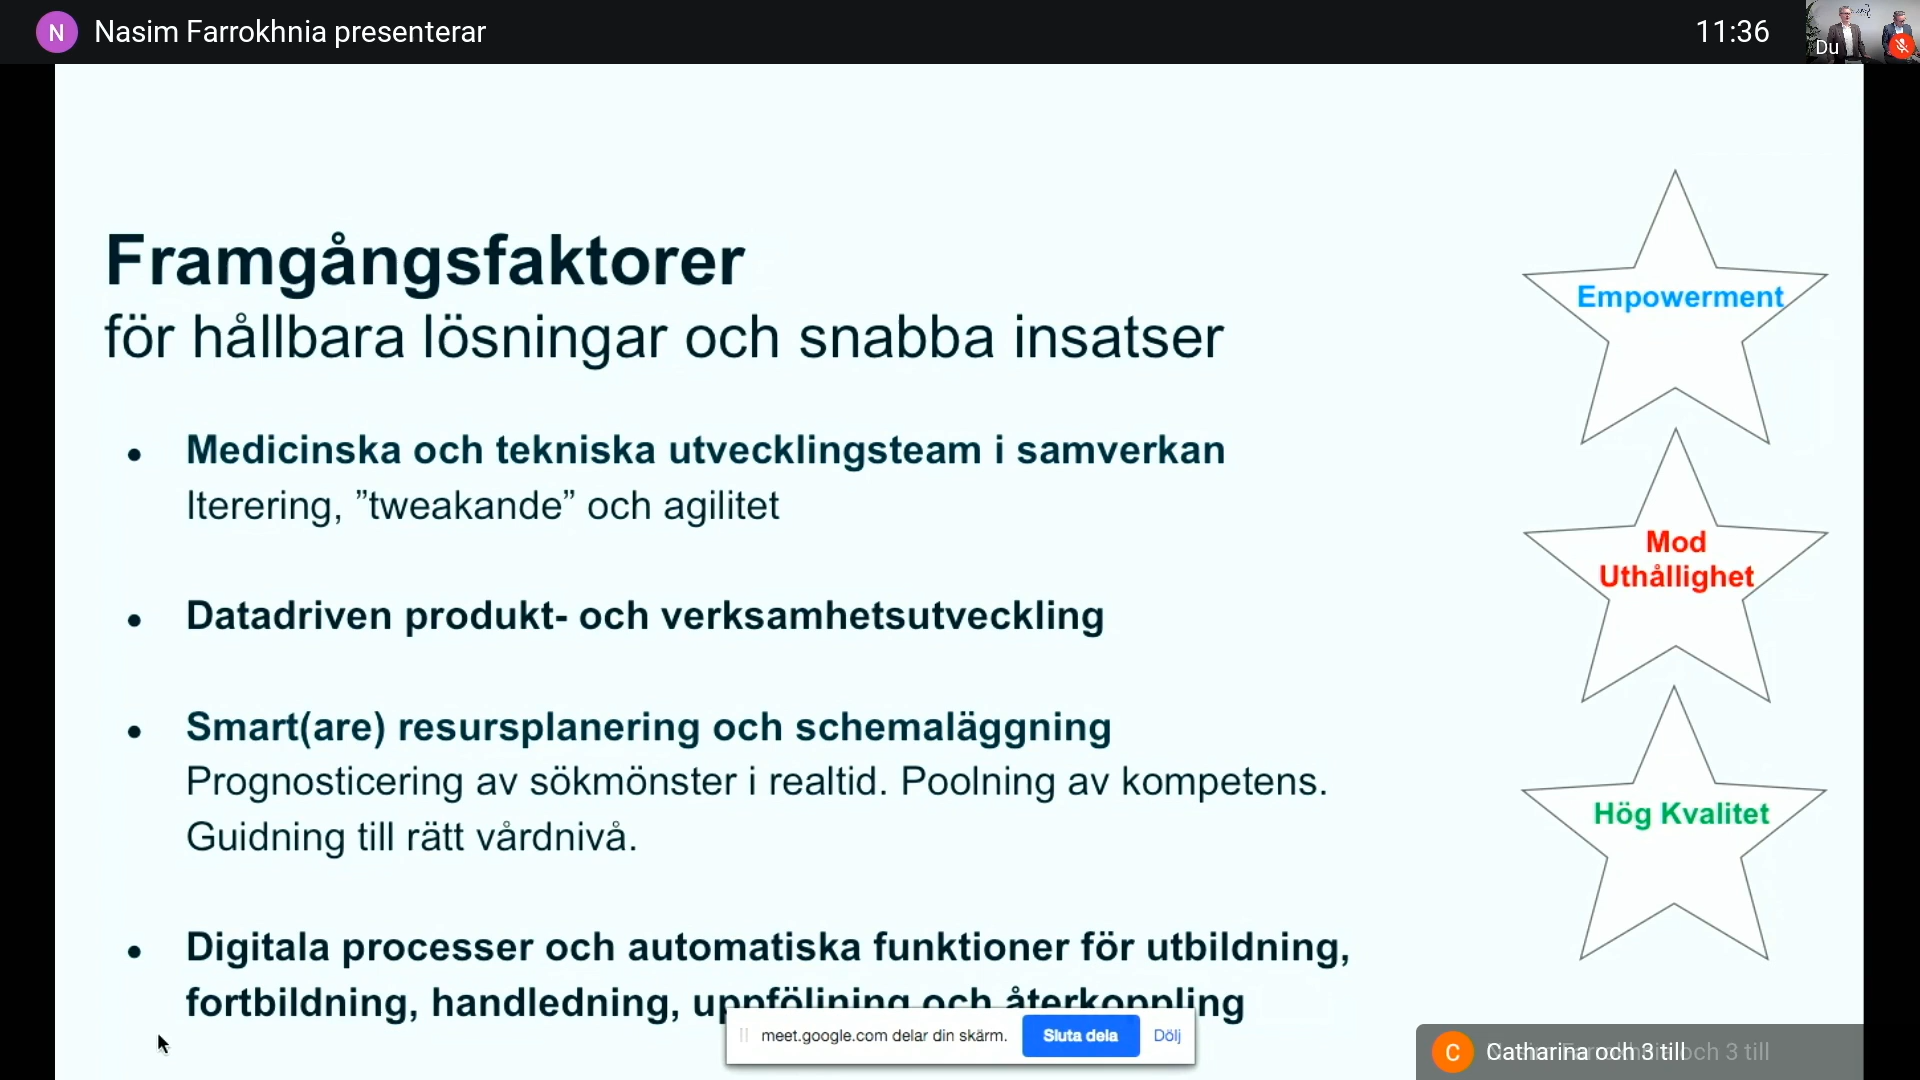 N Nasim Farrokhnia presenterar
11:36
Du
Framgångsfaktorer
för hållbara lösningar och snabba insatser
Empowerment
• Medicinska och tekniska utvecklingsteam i samverkan
Iterering, ”tweakande” och agilitet
Mod
Uthållighet
• Datadriven produkt- och verksamhetsutveckling
• Smart(are) resursplanering och schemaläggning
Prognosticering av sökmönster i realtid. Poolning av kompetens.
Guidning till rätt vårdnivå.
Hög Kvalitet
• Digitala processer och automatiska funktioner för utbildning,
fortbildning, handledning, uppföljning och återkoppling
meet.google.com delar din skärm. Sluta dela Dölj
C Catharina och 3 till